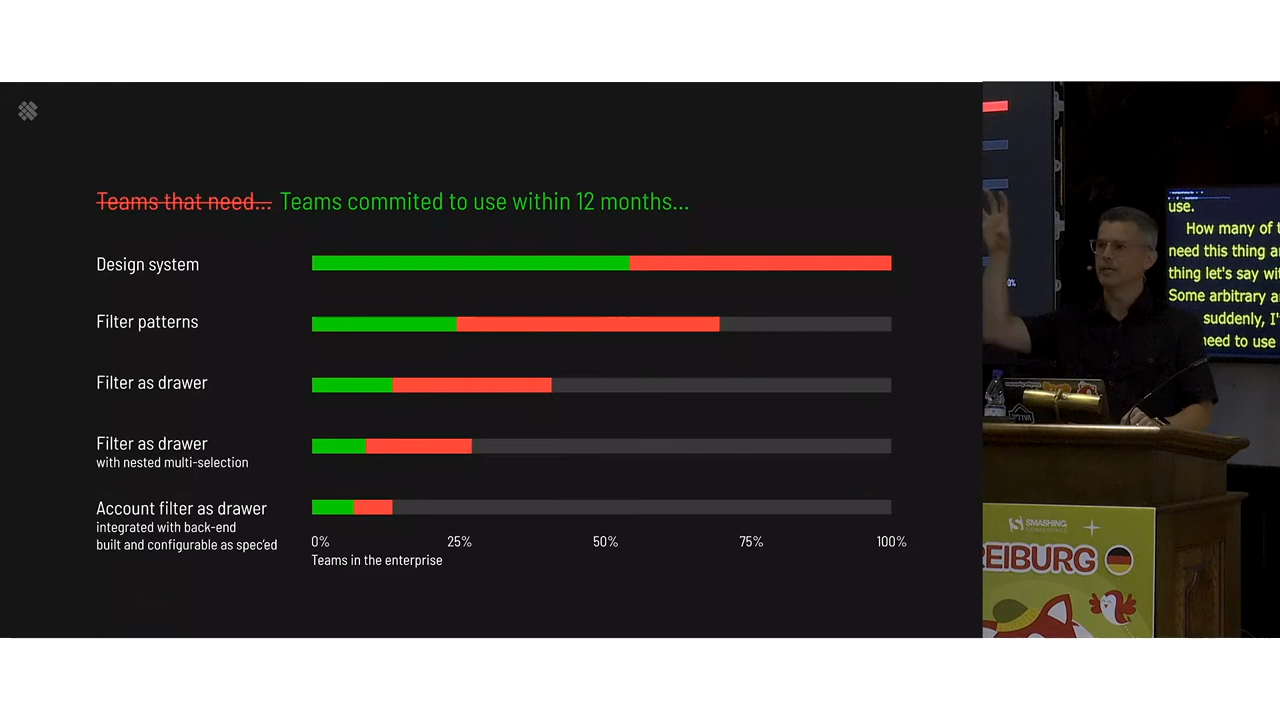 Teams that need... Teams commited to use within 12 months...
Design system
Filter patterns
Filter as drawer
Filter as drawer
with nested multi-selection
Account filter as drawer
integrated with back-end
built and configurable as spec'ed
0% 25% 50% 75% 100%
Teams in the enterprise
use.
How many of t
need this thing a
thing let's say wi
Some arbitrary a
suddenly, I'
need to use
0%
SMASHING
CONFERENCE
REIBURG